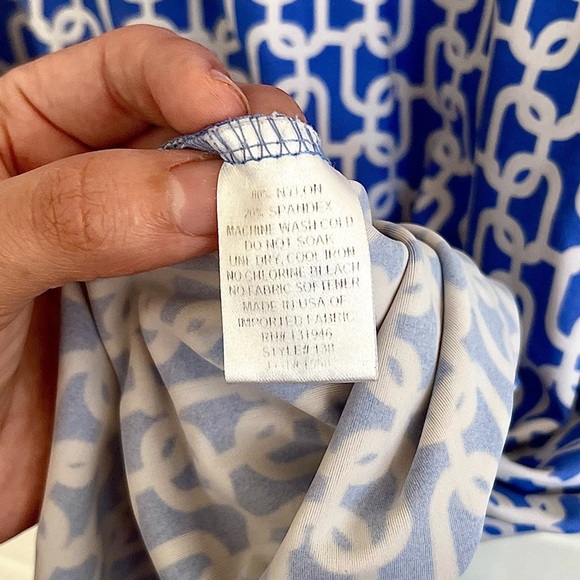 80% NYLON
20% SPANDEX
MACHINE WASH COLD
DO NOT SOAK
LINE DRY, COOL IRON
NO CHLORINE BLEACH
NO FABRIC SOFTENER
MADE IN USA OF
IMPORTED FABRIC
RN# 131946
STYLE# 130